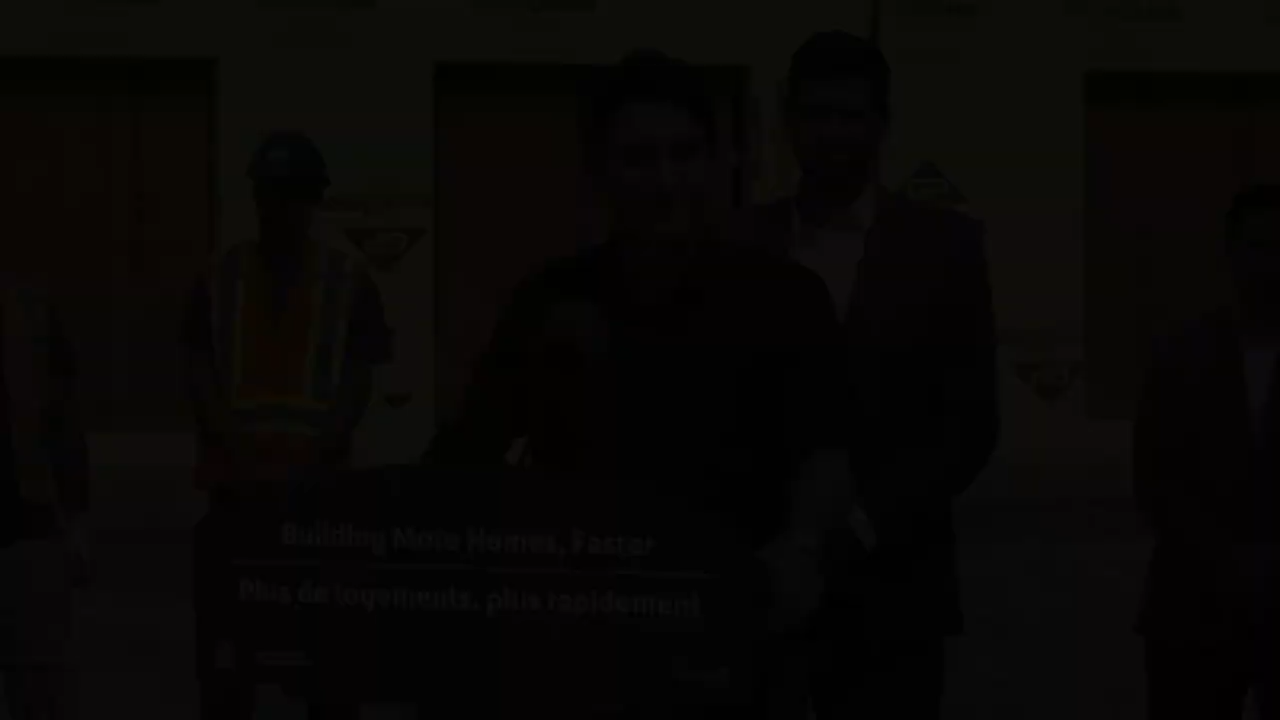 Building More Homes, Faster
Plus de logements, plus rapidement